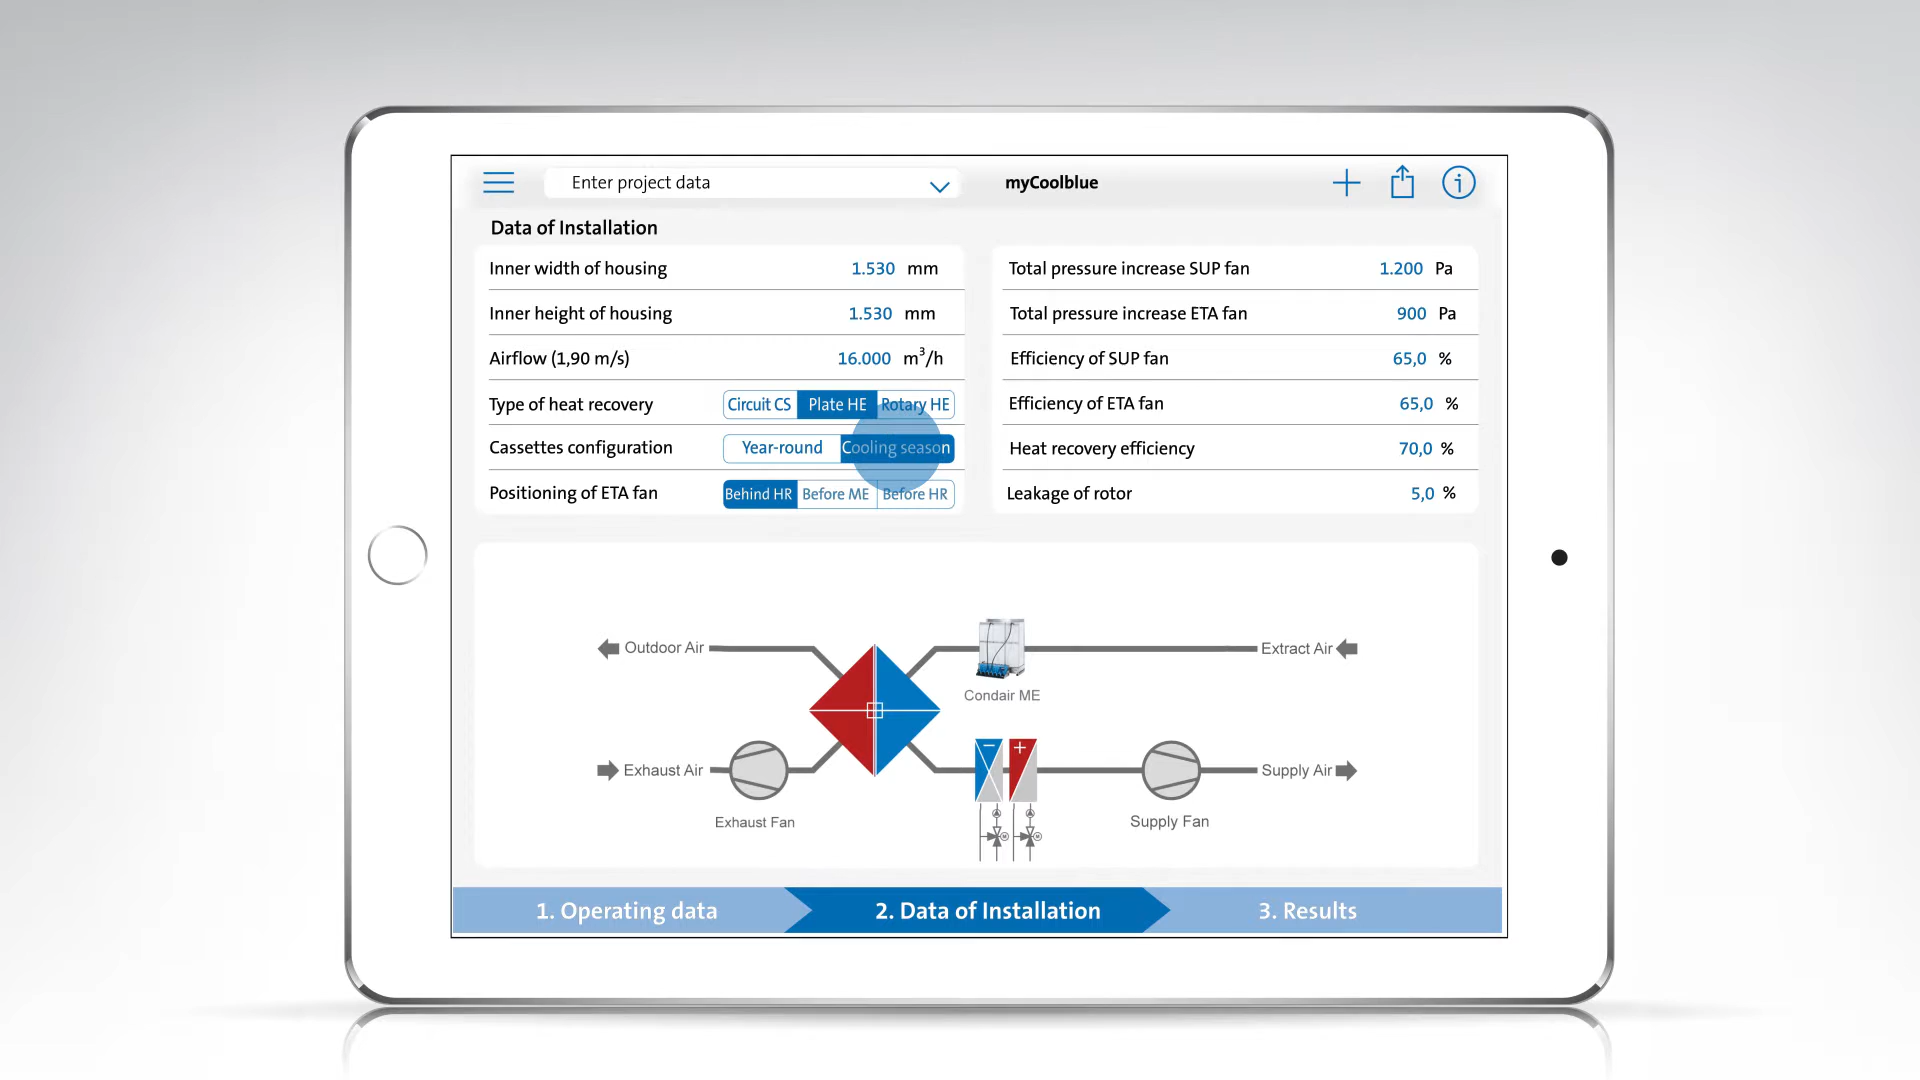 Enter project data
myCoolblue
Data of Installation
Inner width of housing 1.530 mm
Inner height of housing 1.530 mm
Airflow (1,90 m/s) 16.000 m³/h
Type of heat recovery Circuit CS Plate HE Rotary HE
Cassettes configuration Year-round Cooling season
Positioning of ETA fan Behind HR Before ME Before HR
Total pressure increase SUP fan 1.200 Pa
Total pressure increase ETA fan 900 Pa
Efficiency of SUP fan 65,0 %
Efficiency of ETA fan 65,0 %
Heat recovery efficiency 70,0 %
Leakage of rotor 5,0 %
Outdoor Air
Extract Air
Condair ME
Exhaust Air
Supply Air
Exhaust Fan
Supply Fan
1. Operating data
2. Data of Installation
3. Results